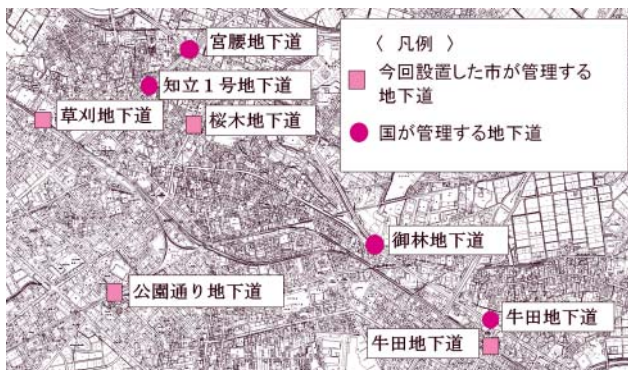 宮腰地下道
知立1号地下道
草刈地下道
桜木地下道
〈 凡例 〉
今回設置した市が管理する
地下道
国が管理する地下道
御林地下道
公園通り地下道
牛田地下道
牛田地下道